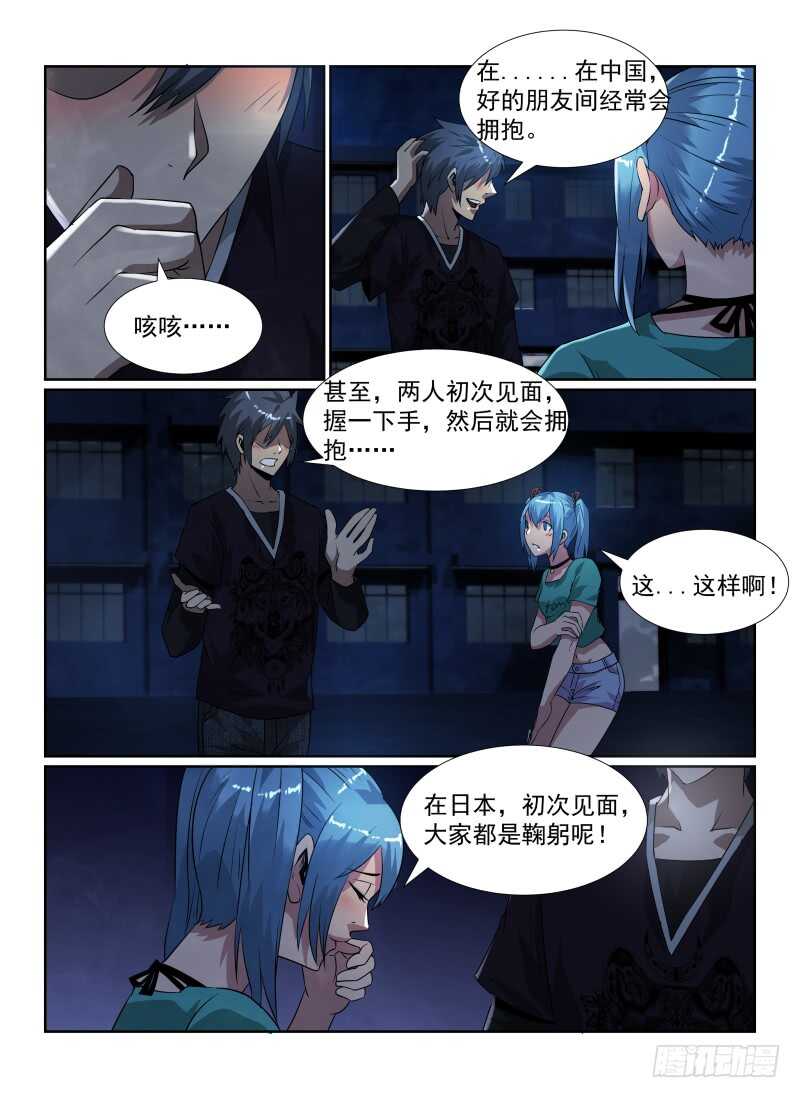 咳咳……
在......在中国，
好的朋友间经常会
拥抱。
甚至，两人初次见面，
握一下手，然后就会拥
抱……
这...这样啊！
在日本，初次见面，
大家都是鞠躬呢！
腾讯动漫